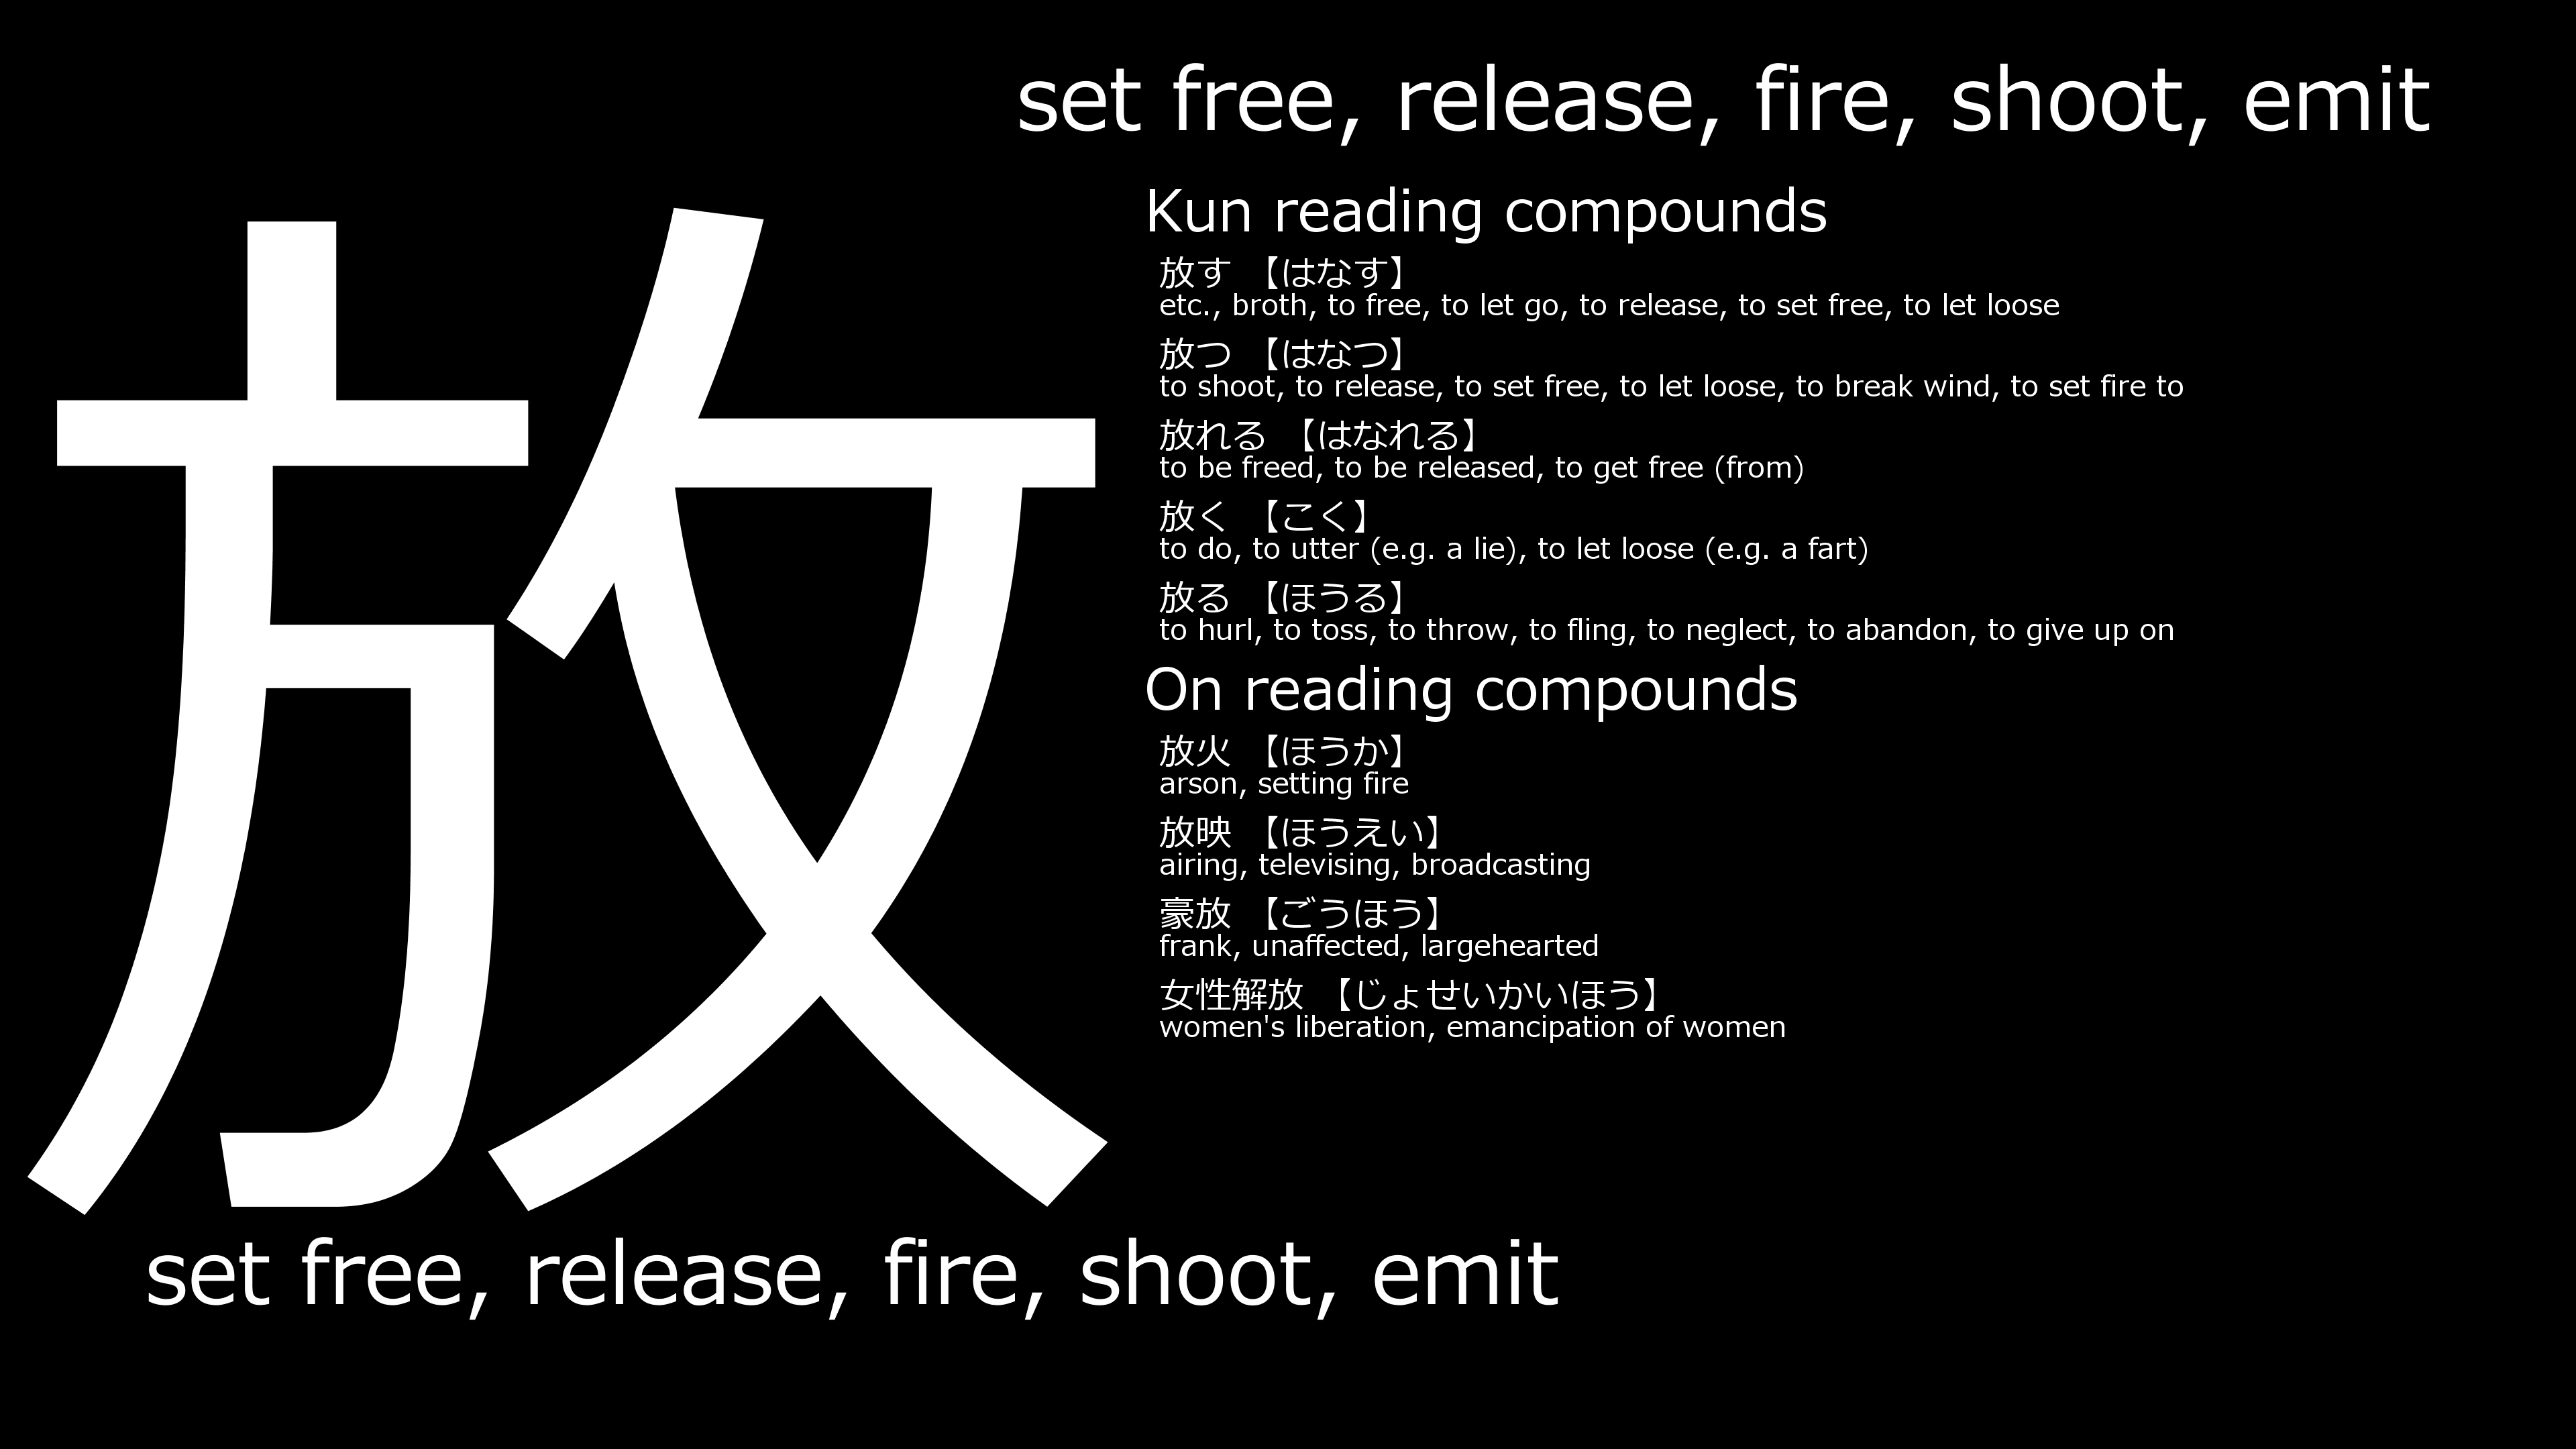 set free, release, fire, shoot, emit
放
Kun reading compounds
放す 【はなす】
etc., broth, to free, to let go, to release, to set free, to let loose
放つ 【はなつ】
to shoot, to release, to set free, to let loose, to break wind, to set fire to
放れる 【はなれる】
to be freed, to be released, to get free (from)
放く 【こく】
to do, to utter (e.g. a lie), to let loose (e.g. a fart)
放る 【ほうる】
to hurl, to toss, to throw, to fling, to neglect, to abandon, to give up on
On reading compounds
放火 【ほうか】
arson, setting fire
放映 【ほうえい】
airing, televising, broadcasting
豪放 【ごうほう】
frank, unaffected, largehearted
女性解放 【じょせいかいほう】
women's liberation, emancipation of women
set free, release, fire, shoot, emit